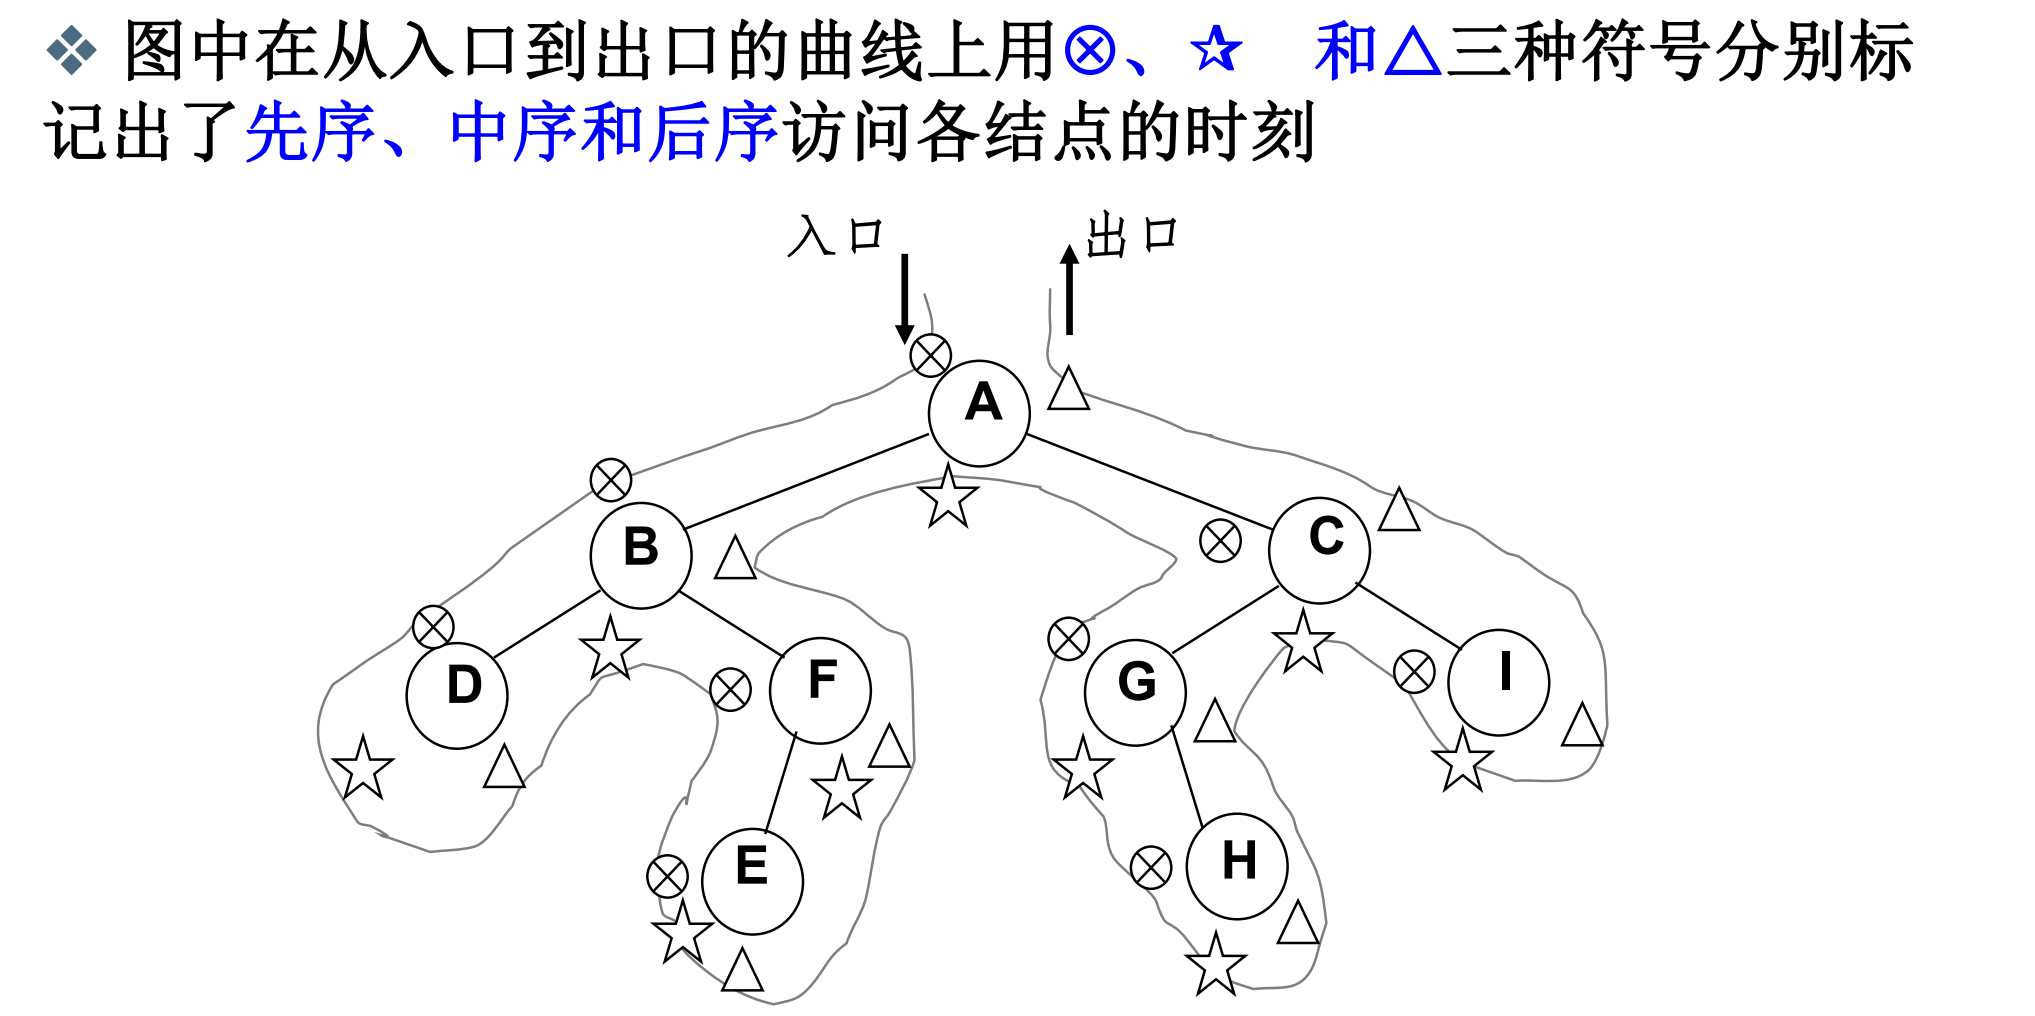 图中在从入口到出口的曲线上用⊗、☆ 和△三种符号分别标
记出了先序、中序和后序访问各结点的时刻
入口 出口
A
B C
D F G I
E H